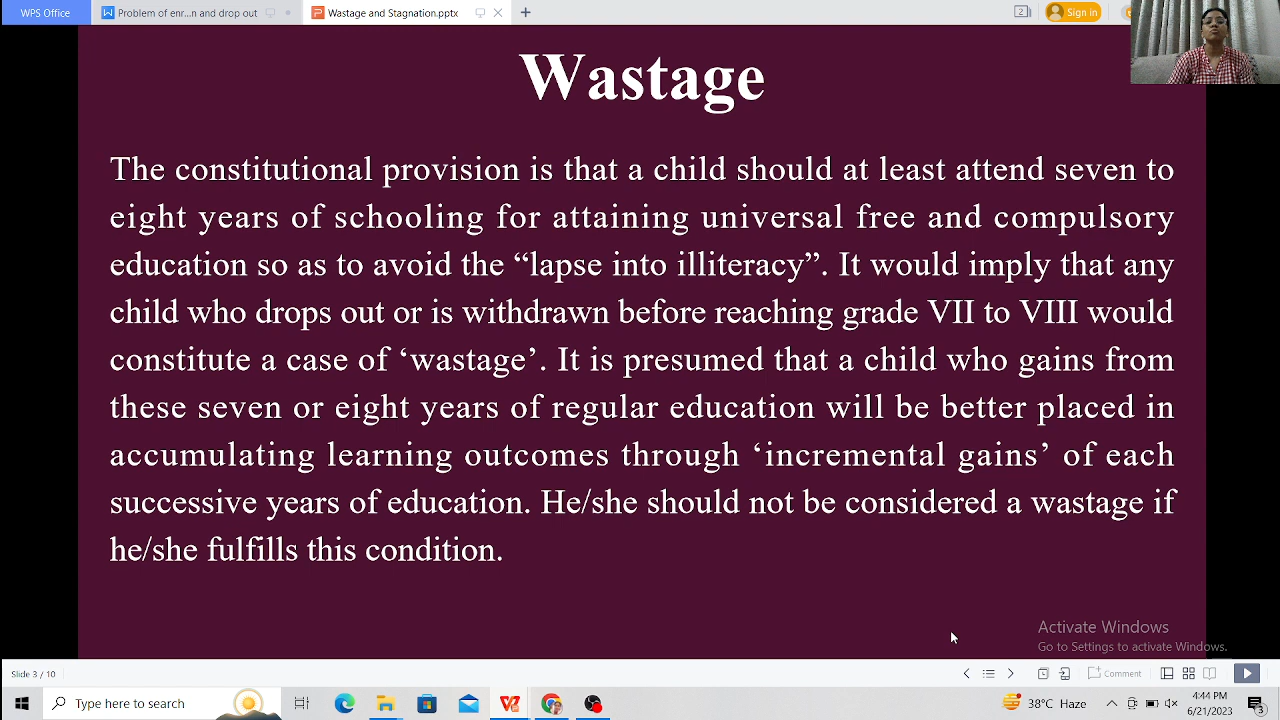 WPS Office
Problem of enr...n and drop out
Wastage and Stagnation.pptx
2
Sign in
Wastage
The constitutional provision is that a child should at least attend seven to
eight years of schooling for attaining universal free and compulsory
education so as to avoid the “lapse into illiteracy”. It would imply that any
child who drops out or is withdrawn before reaching grade VII to VIII would
constitute a case of ‘wastage’. It is presumed that a child who gains from
these seven or eight years of regular education will be better placed in
accumulating learning outcomes through ‘incremental gains’ of each
successive years of education. He/she should not be considered a wastage if
he/she fulfills this condition.
Activate Windows
Go to Settings to activate Windows.
Slide 3 / 10
Comment
Type here to search
38°C Haze
4:44 PM
6/21/2023
3